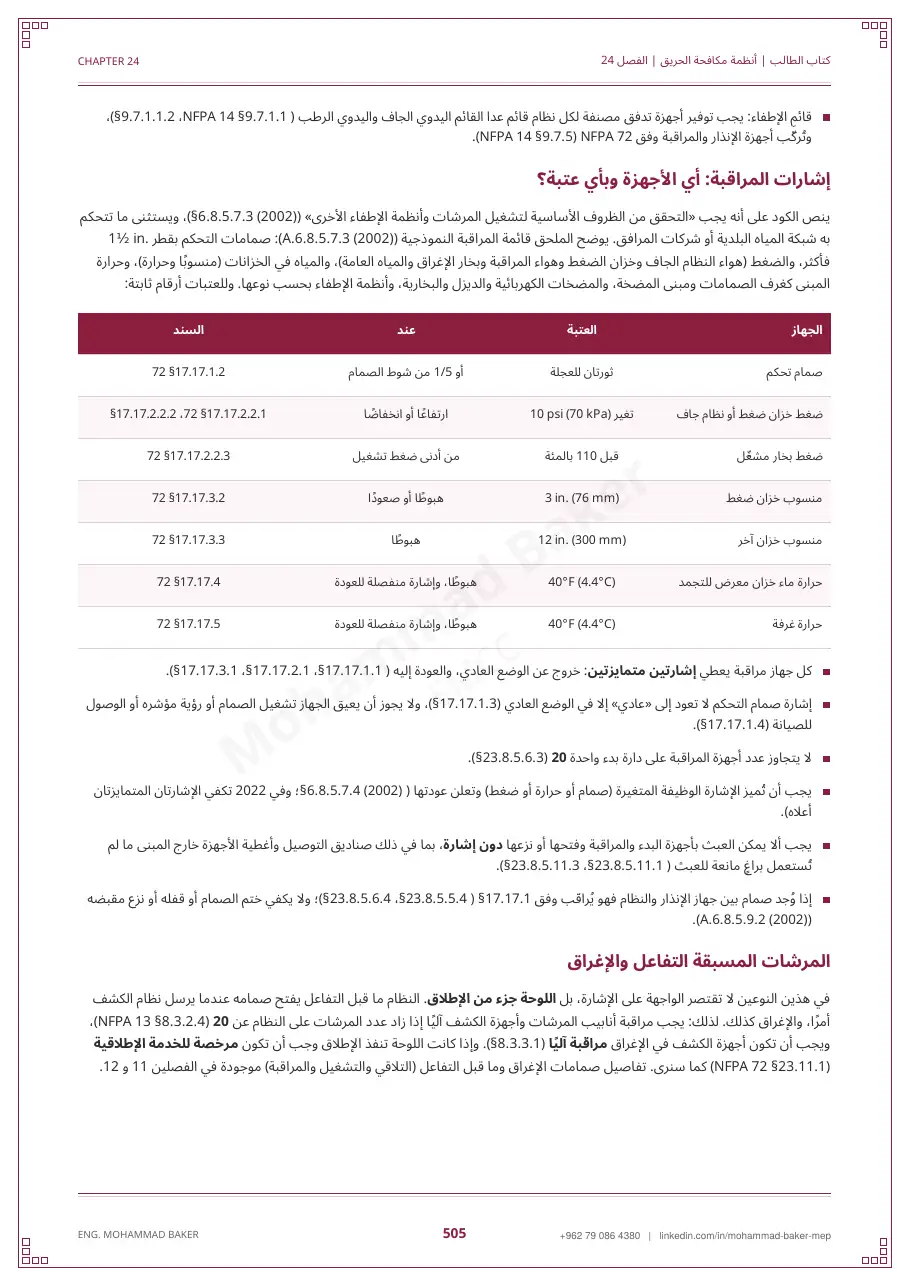 كتاب الطالب | أنظمة مكافحة الحريق | الفصل 24
CHAPTER 24
قائم الإطفاء: يجب توفير أجهزة تدفق مصنفة لكل نظام قائم عدا القائم اليدوي الجاف واليدوي الرطب ( NFPA 14 §9.7.1.1، §9.7.1.1.2)،
وتُركّب أجهزة الإنذار والمراقبة وفق NFPA 72 (NFPA 14 §9.7.5).
إشارات المراقبة: أي الأجهزة وبأي عتبة؟
ينص الكود على أنه يجب «التحقق من الظروف الأساسية لتشغيل المرشات وأنظمة الإطفاء الأخرى» (§6.8.5.7.3 (2002))، ويستثنى ما تتحكم
به شبكة المياه البلدية أو شركات المرافق. يوضح الملحق قائمة المراقبة النموذجية (A.6.8.5.7.3 (2002)): صمامات التحكم بقطر 1½ in.
فأكثر، والضغط (هواء النظام الجاف وخزان الضغط وهواء المراقبة وبخار الإغراق والمياه العامة)، والمياه في الخزانات (منسوبًا وحرارة)، وحرارة
المبنى كغرف الصمامات ومبنى المضخة، والمضخات الكهربائية والديزل والبخارية، وأنظمة الإطفاء بحسب نوعها. وللعتبات أرقام ثابتة:
الجهاز العتبة عند السند
صمام تحكم ثورتان للعجلة أو 1/5 من شوط الصمام 72 §17.17.1.2
ضغط خزان ضغط أو نظام جاف تغير 10 psi (70 kPa) ارتفاعًا أو انخفاضًا 72 §17.17.2.2.1، §17.17.2.2.2
ضغط بخار مشغّل قبل 110 بالمئة من أدنى ضغط تشغيل 72 §17.17.2.2.3
منسوب خزان ضغط 3 in. (76 mm) هبوطًا أو صعودًا 72 §17.17.3.2
منسوب خزان آخر 12 in. (300 mm) هبوطًا 72 §17.17.3.3
حرارة ماء خزان معرض للتجمد 40°F (4.4°C) هبوطًا، وإشارة منفصلة للعودة 72 §17.17.4
حرارة غرفة 40°F (4.4°C) هبوطًا، وإشارة منفصلة للعودة 72 §17.17.5
كل جهاز مراقبة يعطي إشارتين متمايزتين: خروج عن الوضع العادي، والعودة إليه ( §17.17.1.1، §17.17.2.1، §17.17.3.1).
إشارة صمام التحكم لا تعود إلى «عادي» إلا في الوضع العادي (§17.17.1.3)، ولا يجوز أن يعيق الجهاز تشغيل الصمام أو رؤية مؤشره أو الوصول
للصيانة (§17.17.1.4).
لا يتجاوز عدد أجهزة المراقبة على دارة بدء واحدة 20 (§23.8.5.6.3).
يجب أن تُميز الإشارة الوظيفة المتغيرة (صمام أو حرارة أو ضغط) وتعلن عودتها ( §6.8.5.7.4 (2002)؛ وفي 2022 تكفي الإشارتان المتمايزتان
أعلاه).
يجب ألا يمكن العبث بأجهزة البدء والمراقبة وفتحها أو نزعها دون إشارة، بما في ذلك صناديق التوصيل وأغطية الأجهزة خارج المبنى ما لم
تُستعمل براغٍ مانعة للعبث ( §23.8.5.11.1، §23.8.5.11.3).
إذا وُجد صمام بين جهاز الإنذار والنظام فهو يُراقَب وفق §17.17.1 ( §23.8.5.5.4، §23.8.5.6.4)؛ ولا يكفي ختم الصمام أو قفله أو نزع مقبضه
(A.6.8.5.9.2 (2002)).
المرشات المسبقة التفاعل والإغراق
في هذين النوعين لا تقتصر الواجهة على الإشارة، بل اللوحة جزء من الإطلاق. النظام ما قبل التفاعل يفتح صمامه عندما يرسل نظام الكشف
أمرًا، والإغراق كذلك. لذلك: يجب مراقبة أنابيب المرشات وأجهزة الكشف آليًا إذا زاد عدد المرشات على النظام عن 20 (NFPA 13 §8.3.2.4)،
ويجب أن تكون أجهزة الكشف في الإغراق مراقبة آليًا (§8.3.3.1). وإذا كانت اللوحة تنفذ الإطلاق وجب أن تكون مرخصة للخدمة الإطلاقية
(NFPA 72 §23.11.1) كما سنرى. تفاصيل صمامات الإغراق وما قبل التفاعل (التلاقي والتشغيل والمراقبة) موجودة في الفصلين 11 و 12.
Mohammad Baker
ENG. MOHAMMAD BAKER
505
+962 79 086 4380 | linkedin.com/in/mohammad-baker-mep